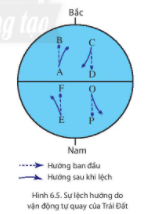 Bắc
B
C
A
D
F
O
E
P
Nam
Hướng ban đầu
Hướng sau khi lệch
Hình 6.5. Sự lệch hướng do
vận động tự quay của Trái Đất